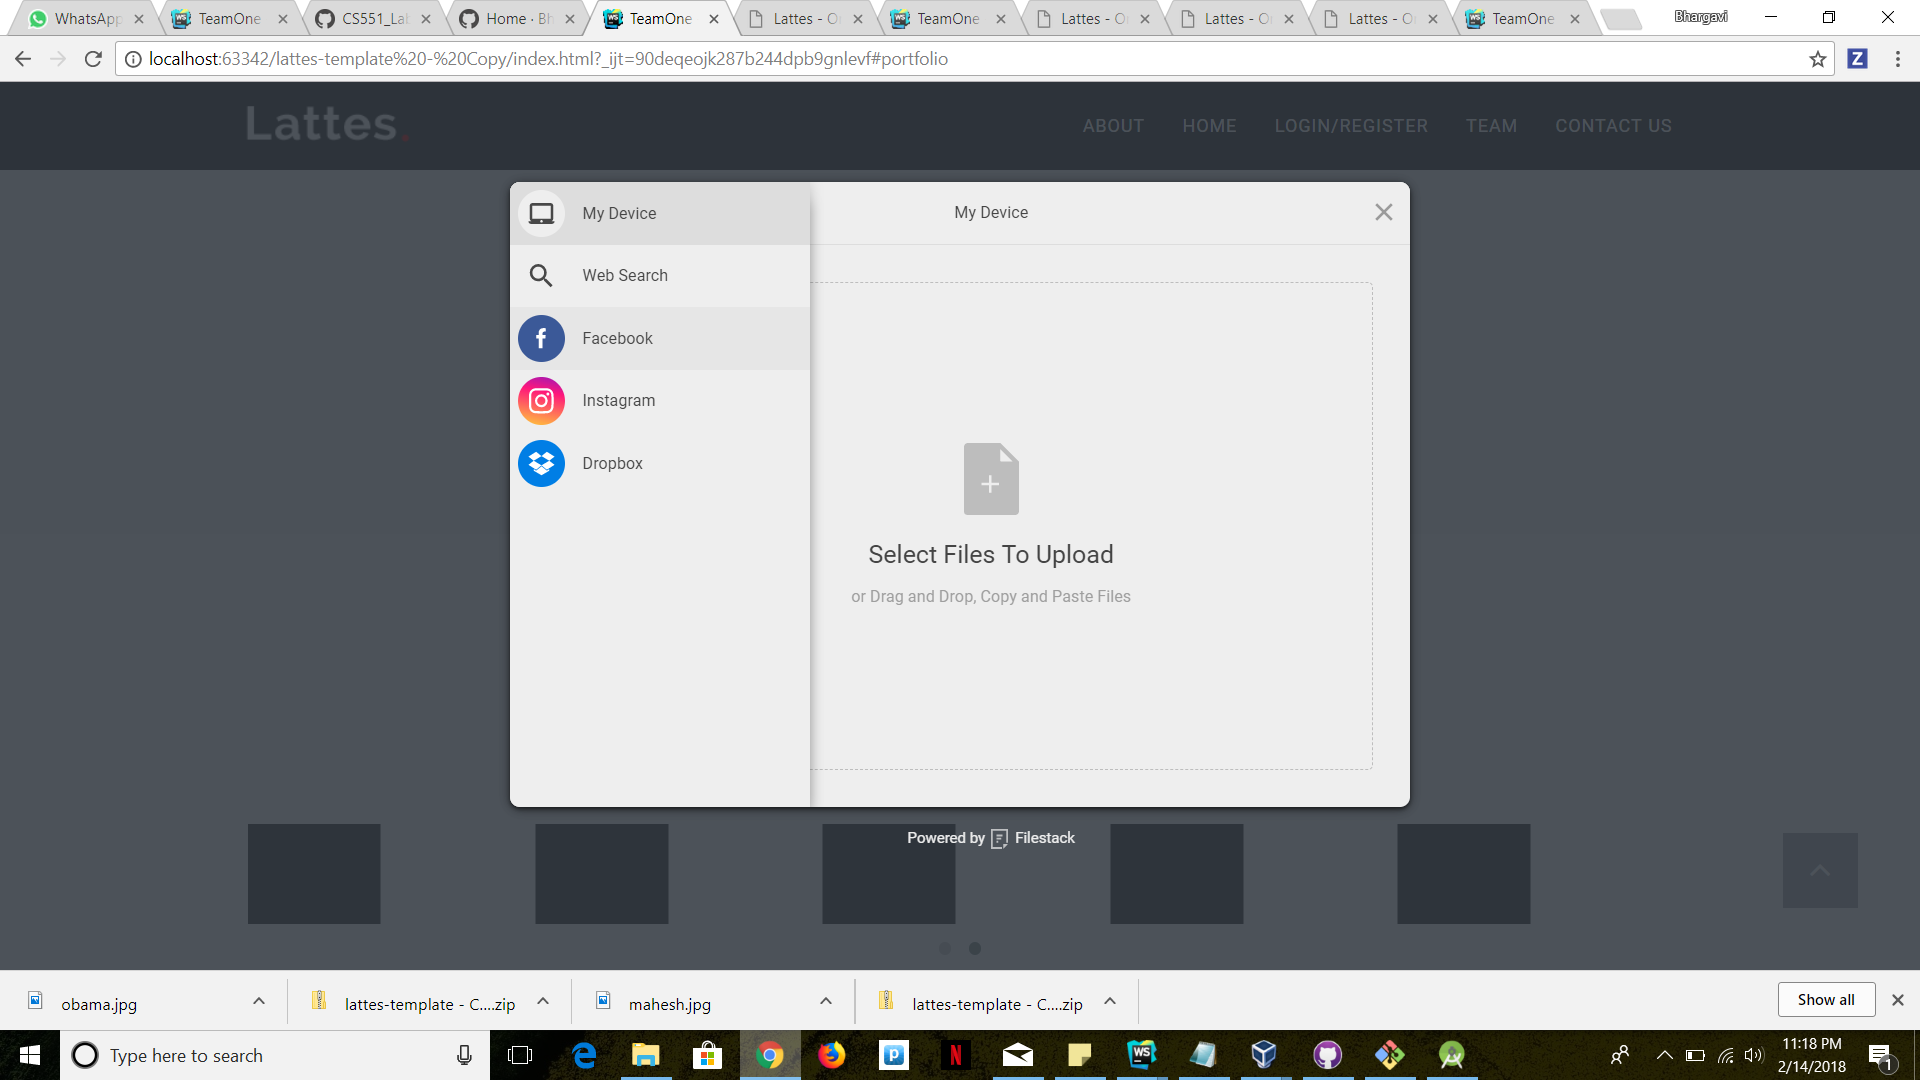 WhatsApp
TeamOne
CS551_Lab
Home · Bh
TeamOne
Lattes - O
TeamOne
Lattes - O
Lattes - O
Lattes - O
TeamOne
Bhargavi
localhost:63342/lattes-template%20-%20Copy/index.html?_ijt=90deqeojk287b244dpb9gnlevf#portfolio
Z
Lattes.
ABOUT
HOME
LOGIN/REGISTER
TEAM
CONTACT US
My Device
My Device
Web Search
Facebook
Instagram
Dropbox
Select Files To Upload
or Drag and Drop, Copy and Paste Files
Powered by Filestack
obama.jpg
lattes-template - C....zip
mahesh.jpg
lattes-template - C....zip
Show all
Type here to search
11:18 PM
2/14/2018
1